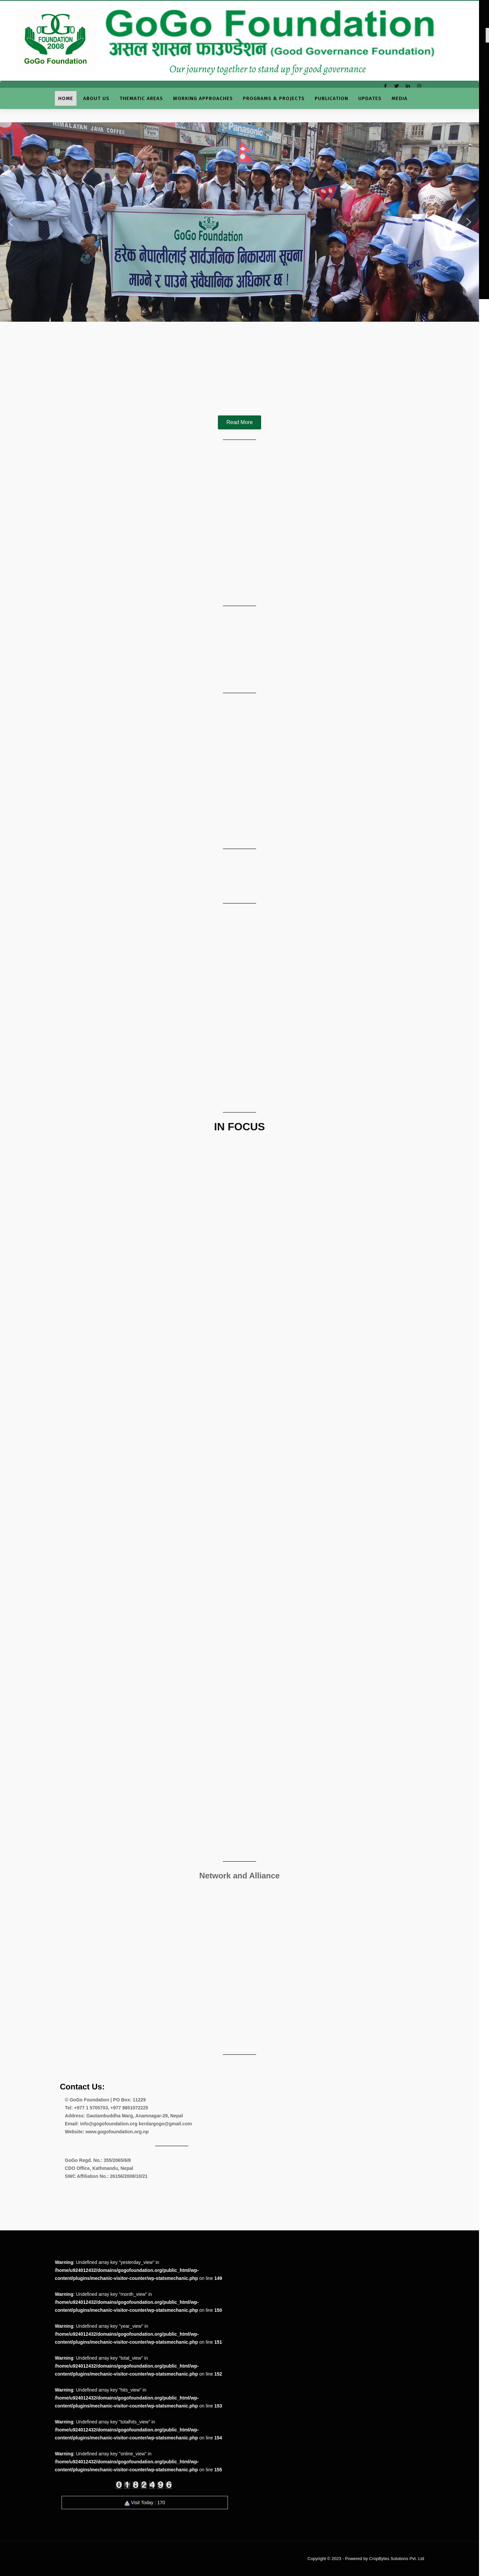 GoGo Foundation
FOUNDATION
2008
असल शासन फाउण्डेशन (Good Governance Foundation)
GoGo Foundation
Our journey together to stand up for good governance
HOME ABOUT US THEMATIC AREAS WORKING APPROACHES PROGRAMS & PROJECTS PUBLICATION UPDATES MEDIA
HIMALAYAN JAVA COFFEE
Panasonic
GoGo Foundation
हरेक नेपालीलाई सार्वजनिक निकायमा सूचना
माग्ने र पाउने संवैधानिक अधिकार छ !
Read More
IN FOCUS
Network and Alliance
Contact Us:
© GoGo Foundation | PO Box: 11229
Tel: +977 1 5705703, +977 9851072225
Address: Gautambuddha Marg, Anamnagar-29, Nepal
Email: info@gogofoundation.org kerdargogo@gmail.com
Website: www.gogofoundation.org.np
GoGo Regd. No.: 355/2065/6/8
CDO Office, Kathmandu, Nepal
SWC Affiliation No.: 26156/2008/10/21
Warning: Undefined array key "yesterday_view" in
/home/u924012432/domains/gogofoundation.org/public_html/wp-
content/plugins/mechanic-visitor-counter/wp-statsmechanic.php on line 149
Warning: Undefined array key "month_view" in
/home/u924012432/domains/gogofoundation.org/public_html/wp-
content/plugins/mechanic-visitor-counter/wp-statsmechanic.php on line 150
Warning: Undefined array key "year_view" in
/home/u924012432/domains/gogofoundation.org/public_html/wp-
content/plugins/mechanic-visitor-counter/wp-statsmechanic.php on line 151
Warning: Undefined array key "total_view" in
/home/u924012432/domains/gogofoundation.org/public_html/wp-
content/plugins/mechanic-visitor-counter/wp-statsmechanic.php on line 152
Warning: Undefined array key "hits_view" in
/home/u924012432/domains/gogofoundation.org/public_html/wp-
content/plugins/mechanic-visitor-counter/wp-statsmechanic.php on line 153
Warning: Undefined array key "totalhits_view" in
/home/u924012432/domains/gogofoundation.org/public_html/wp-
content/plugins/mechanic-visitor-counter/wp-statsmechanic.php on line 154
Warning: Undefined array key "online_view" in
/home/u924012432/domains/gogofoundation.org/public_html/wp-
content/plugins/mechanic-visitor-counter/wp-statsmechanic.php on line 155
0182496
Visit Today : 170
Copyright © 2023 - Powered by CropBytes Solutions Pvt. Ltd